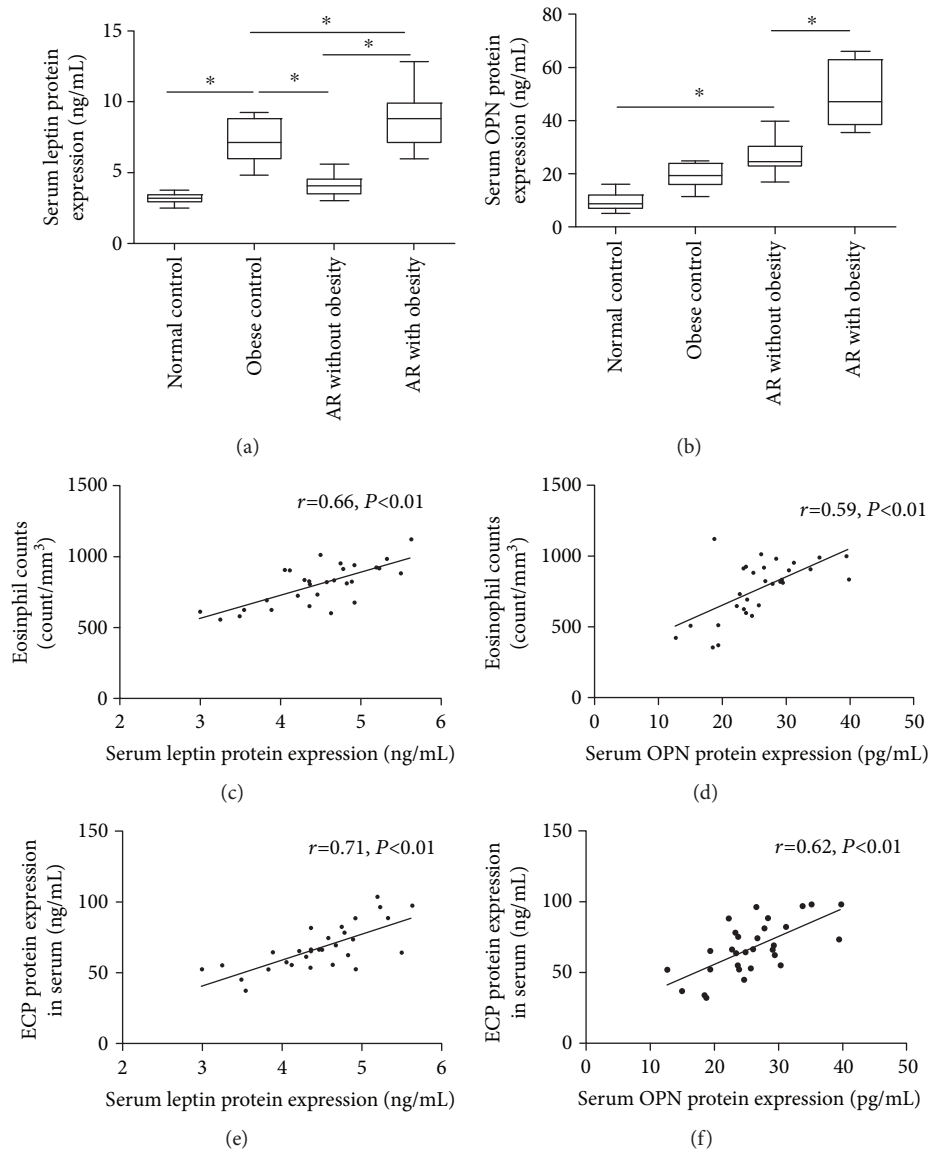 Serum leptin protein
expression (ng/mL)
15
10
5
0
*
*
*
*
Normal control
Obese control
AR without obesity
AR with obesity
(a)
Serum OPN protein
expression (ng/mL)
80
60
40
20
0
*
*
Normal control
Obese control
AR without obesity
AR with obesity
(b)
Eosinphil counts
(count/mm³)
1500
1000
500
0
r=0.66, P<0.01
2 3 4 5 6
Serum leptin protein expression (ng/mL)
(c)
Eosinophil counts
(count/mm³)
1500
1000
500
0
r=0.59, P<0.01
0 10 20 30 40 50
Serum OPN protein expression (pg/mL)
(d)
ECP protein expression
in serum (ng/mL)
150
100
50
0
r=0.71, P<0.01
2 3 4 5 6
Serum leptin protein expression (ng/mL)
(e)
ECP protein expression
in serum (ng/mL)
150
100
50
0
r=0.62, P<0.01
0 10 20 30 40 50
Serum OPN protein expression (pg/mL)
(f)